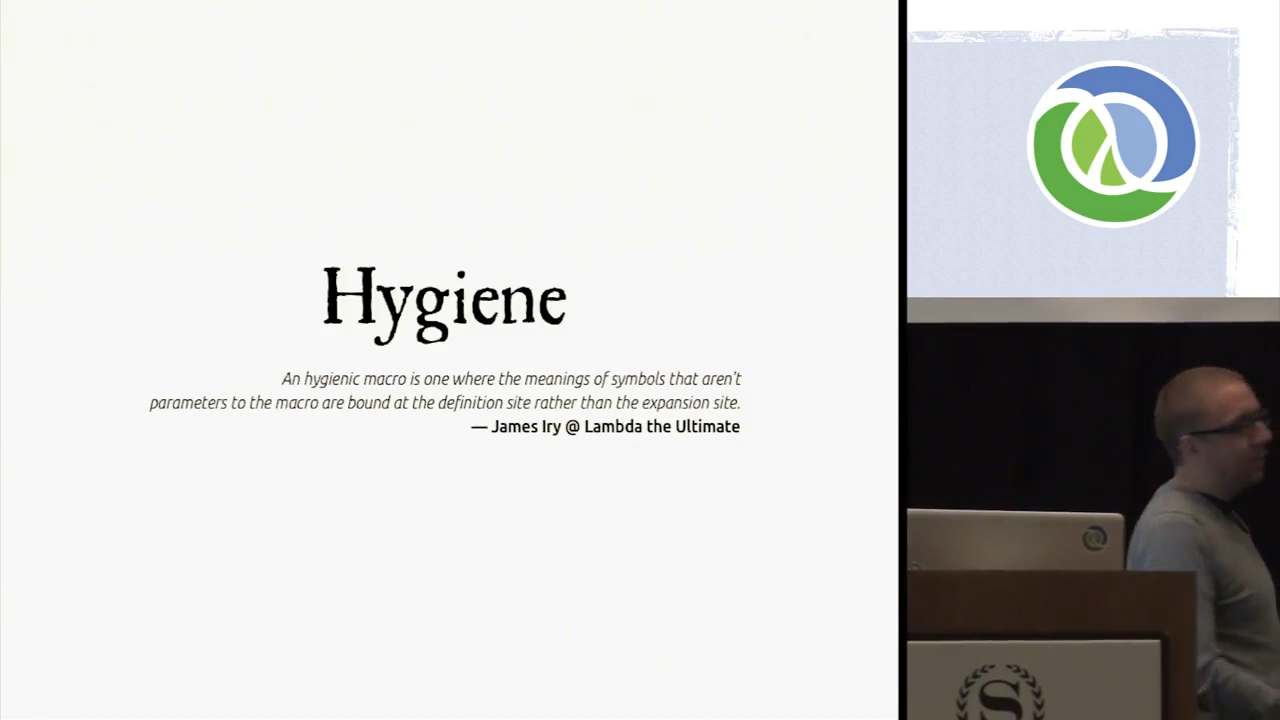 Hygiene
An hygienic macro is one where the meanings of symbols that aren't
parameters to the macro are bound at the definition site rather than the expansion site.
— James Iry @ Lambda the Ultimate
S